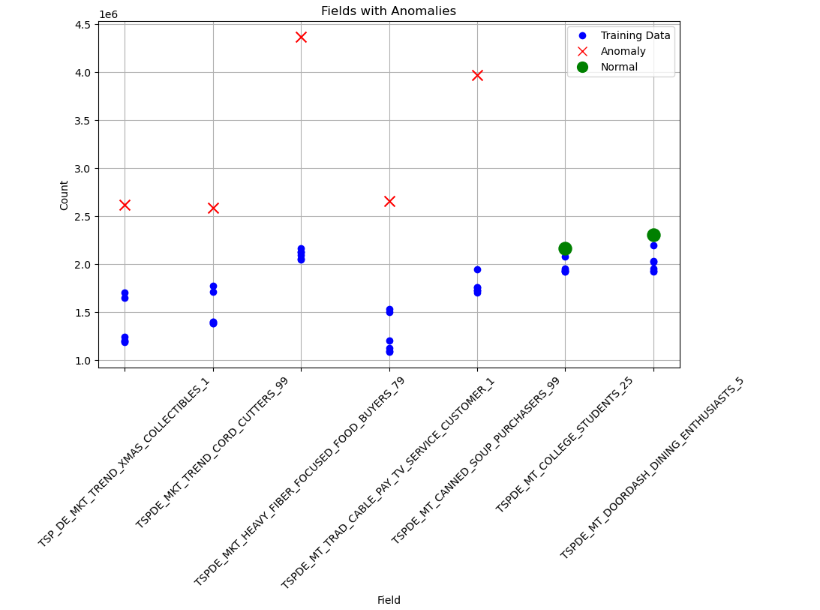 Fields with Anomalies
1e6
4.5
4.0
3.5
3.0
2.5
2.0
1.5
1.0
Count
Training Data
Anomaly
Normal
TSP_DE_MKT_TREND_XMAS_COLLECTIBLES_1
TSPDE_MKT_TREND_CORD_CUTTERS_99
TSPDE_MKT_HEAVY_FIBER_FOCUSED_FOOD_BUYERS_79
TSPDE_MT_TRAD_CABLE_PAY_TV_SERVICE_CUSTOMER_1
TSPDE_MT_CANNED_SOUP_PURCHASERS_99
TSPDE_MT_COLLEGE_STUDENTS_25
TSPDE_MT_DOORDASH_DINING_ENTHUSIASTS_5
Field